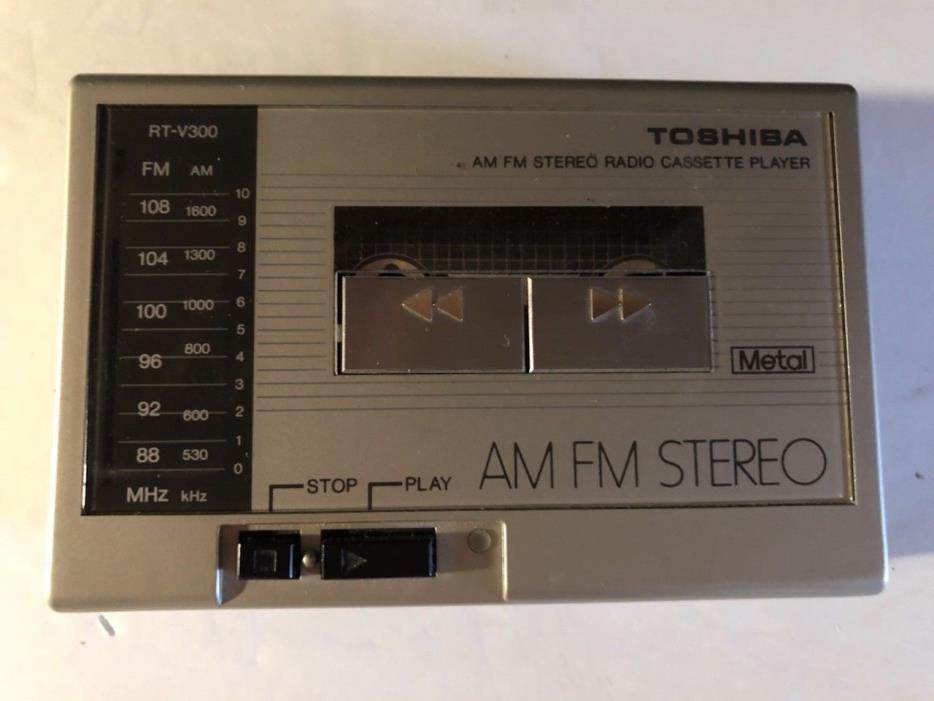 RT-V300
FM AM
10
108 1600
9
8
104 1300
7
6
100 1000
5
800
96 4
3
92 600 2
1
88 530
0
MHz kHz
TOSHIBA
AM FM STEREO RADIO CASSETTE PLAYER
Metal
AM FM STEREO
STOP PLAY